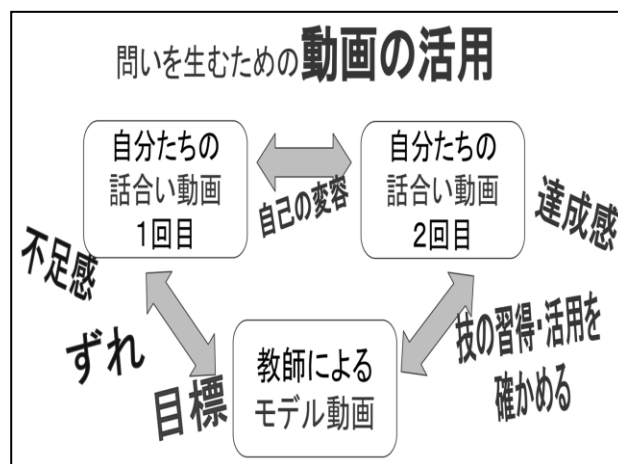 問いを生むための動画の活用
自分たちの
話合い動画
1回目
自己の変容
自分たちの
話合い動画
2回目
不足感
ずれ
目標
教師による
モデル動画
達成感
技の習得・活用を
確かめる